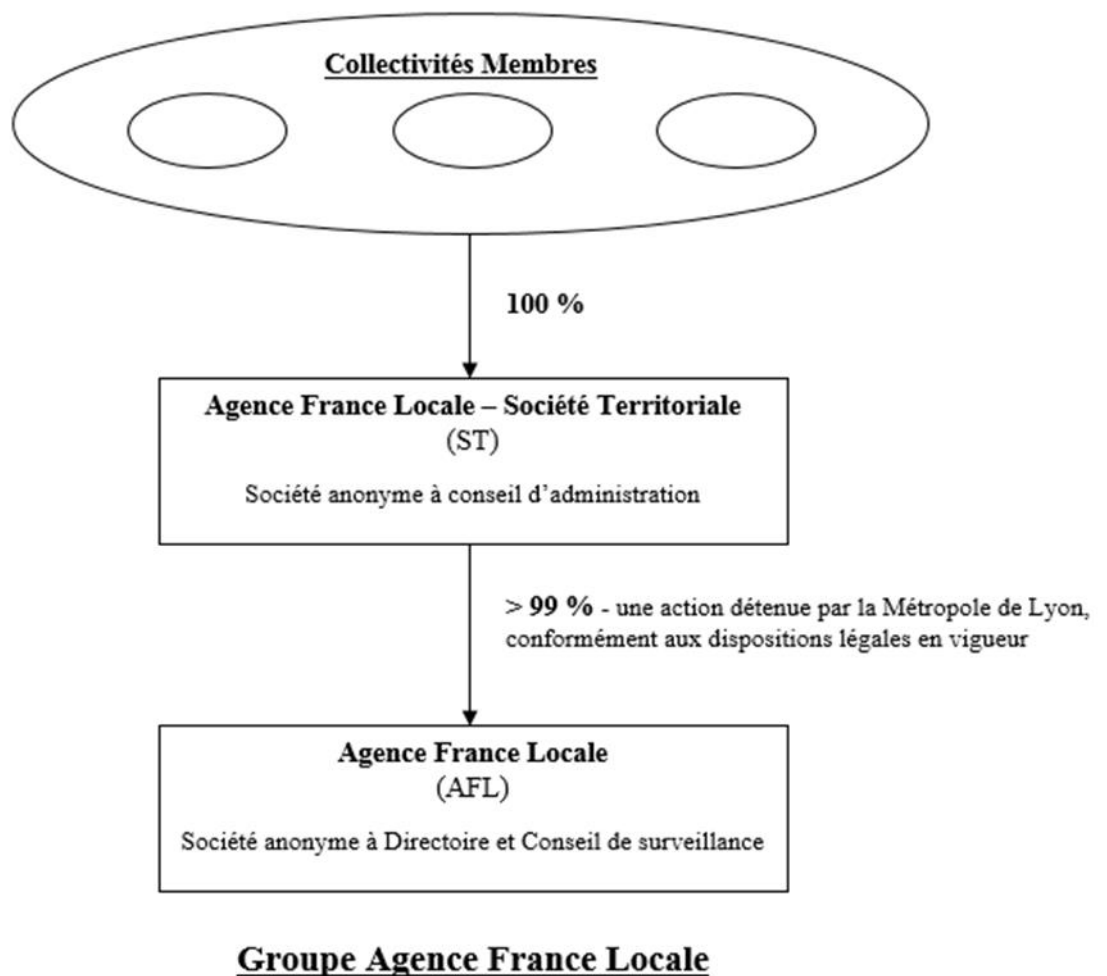 Collectivités Membres
100 %
Agence France Locale – Société Territoriale
(ST)
Société anonyme à conseil d’administration
> 99 % - une action détenue par la Métropole de Lyon,
conformément aux dispositions légales en vigueur
Agence France Locale
(AFL)
Société anonyme à Directoire et Conseil de surveillance
Groupe Agence France Locale